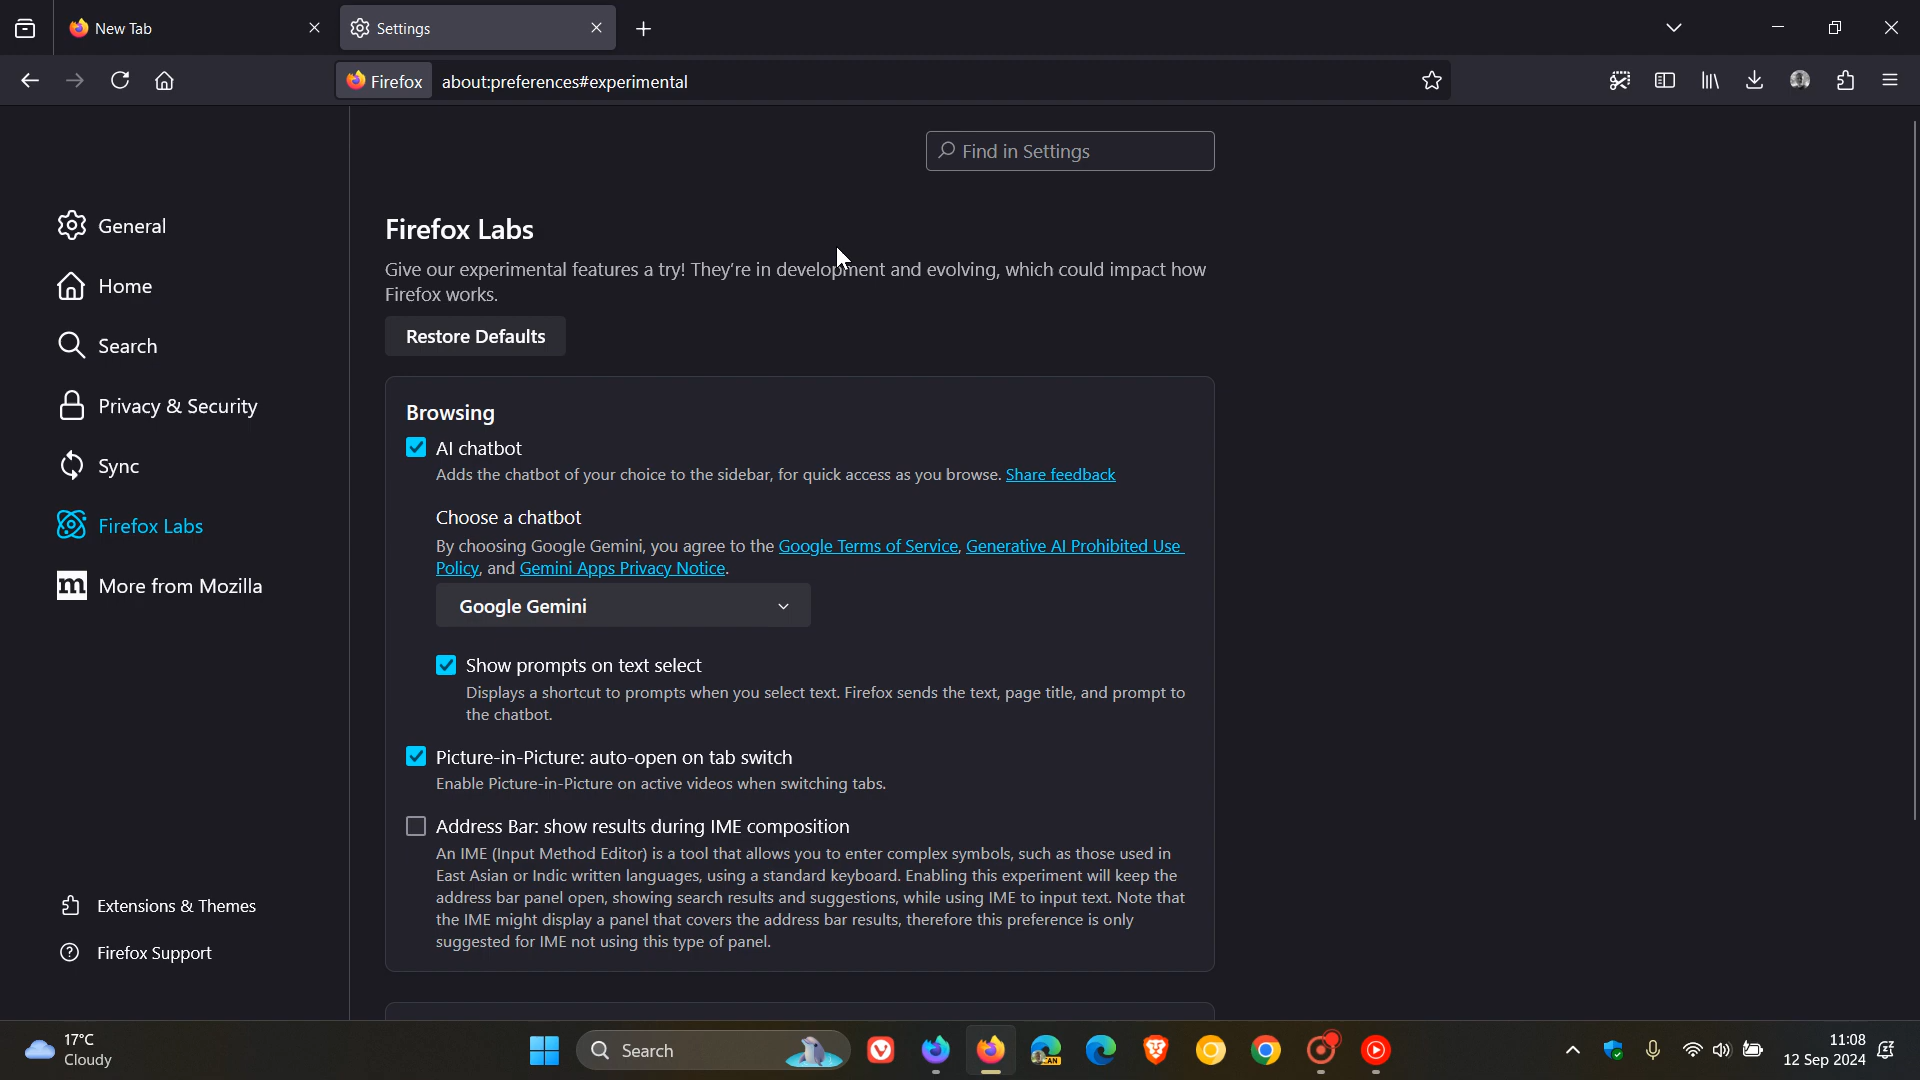 New Tab
Settings
Firefox
about:preferences#experimental
Find in Settings
General
Home
Search
Privacy & Security
Sync
Firefox Labs
More from Mozilla
Extensions & Themes
Firefox Support
Firefox Labs
Give our experimental features a try! They're in development and evolving, which could impact how
Firefox works.
Restore Defaults
Browsing
AI chatbot
Adds the chatbot of your choice to the sidebar, for quick access as you browse. Share feedback
Choose a chatbot
By choosing Google Gemini, you agree to the Google Terms of Service, Generative AI Prohibited Use
Policy, and Gemini Apps Privacy Notice.
Google Gemini
Show prompts on text select
Displays a shortcut to prompts when you select text. Firefox sends the text, page title, and prompt to
the chatbot.
Picture-in-Picture: auto-open on tab switch
Enable Picture-in-Picture on active videos when switching tabs.
Address Bar: show results during IME composition
An IME (Input Method Editor) is a tool that allows you to enter complex symbols, such as those used in
East Asian or Indic written languages, using a standard keyboard. Enabling this experiment will keep the
address bar panel open, showing search results and suggestions, while using IME to input text. Note that
the IME might display a panel that covers the address bar results, therefore this preference is only
suggested for IME not using this type of panel.
17°C
Cloudy
Search
CAN
11:08
12 Sep 2024